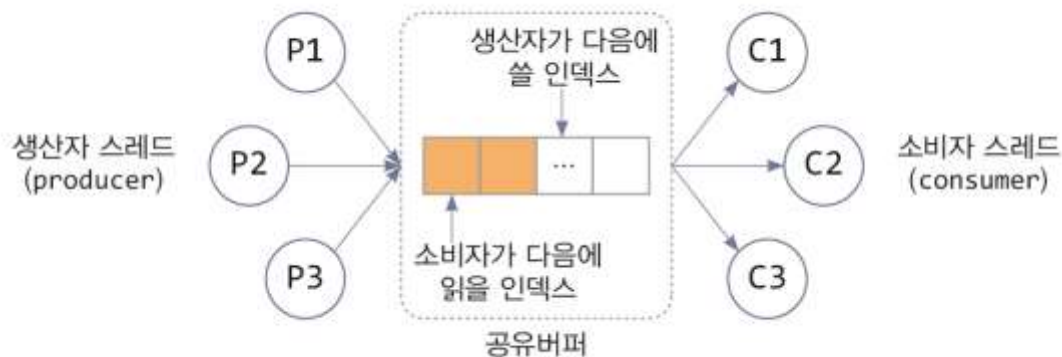 P1
생산자가 다음에
쓸 인덱스
C1
생산자 스레드
(producer)
P2
...
C2
소비자 스레드
(consumer)
P3
소비자가 다음에
읽을 인덱스
C3
공유버퍼